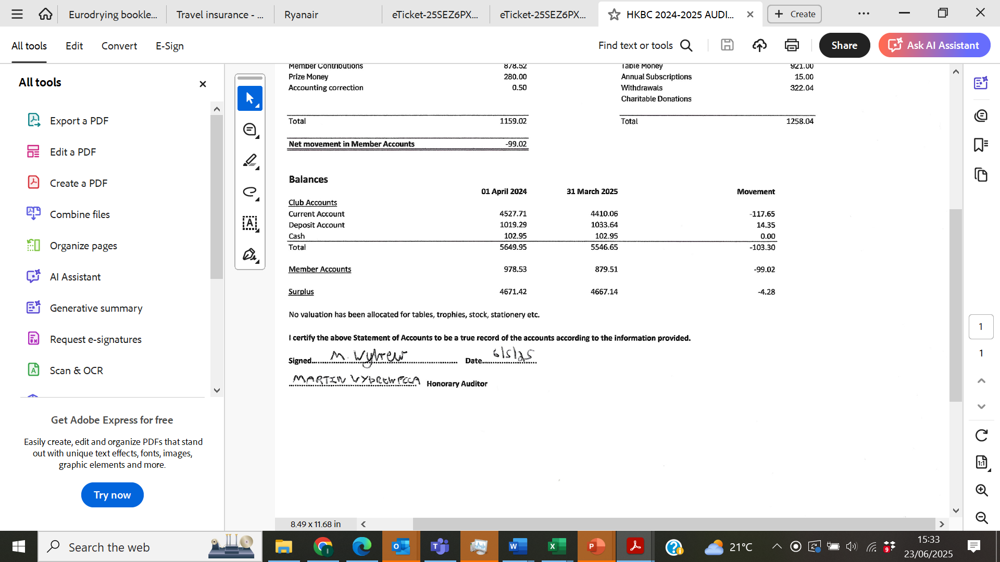 Eurodrying bookle...
Travel insurance - ...
Ryanair
eTicket-25SEZ6PX...
eTicket-25SEZ6PX...
HKBC 2024-2025 AUDI...
Create
All tools
Edit
Convert
E-Sign
Find text or tools
Share
Ask AI Assistant
All tools
Export a PDF
Edit a PDF
Create a PDF
Combine files
Organize pages
AI Assistant
Generative summary
Request e-signatures
Scan & OCR
Get Adobe Express for free
Easily create, edit and organize PDFs that stand
out with unique text effects, fonts, images,
graphic elements and more.
Try now
Member Contributions 878.52 Table Money 921.00
Prize Money 280.00 Annual Subscriptions 15.00
Accounting correction 0.50 Withdrawals 322.04
Charitable Donations
Total 1159.02 Total 1258.04
Net movement in Member Accounts -99.02
Balances
01 April 2024 31 March 2025 Movement
Club Accounts
Current Account 4527.71 4410.06 -117.65
Deposit Account 1019.29 1033.64 14.35
Cash 102.95 102.95 0.00
Total 5649.95 5546.65 -103.30
Member Accounts 978.53 879.51 -99.02
Surplus 4671.42 4667.14 -4.28
No valuation has been allocated for tables, trophies, stock, stationery etc.
I certify the above Statement of Accounts to be a true record of the accounts according to the information provided.
Signed M. Wybrew Date 6/5/25
MARTIN WYBREW FCCA Honorary Auditor
8.49 x 11.68 in
1
1
Search the web
21°C
9
15:33
23/06/2025